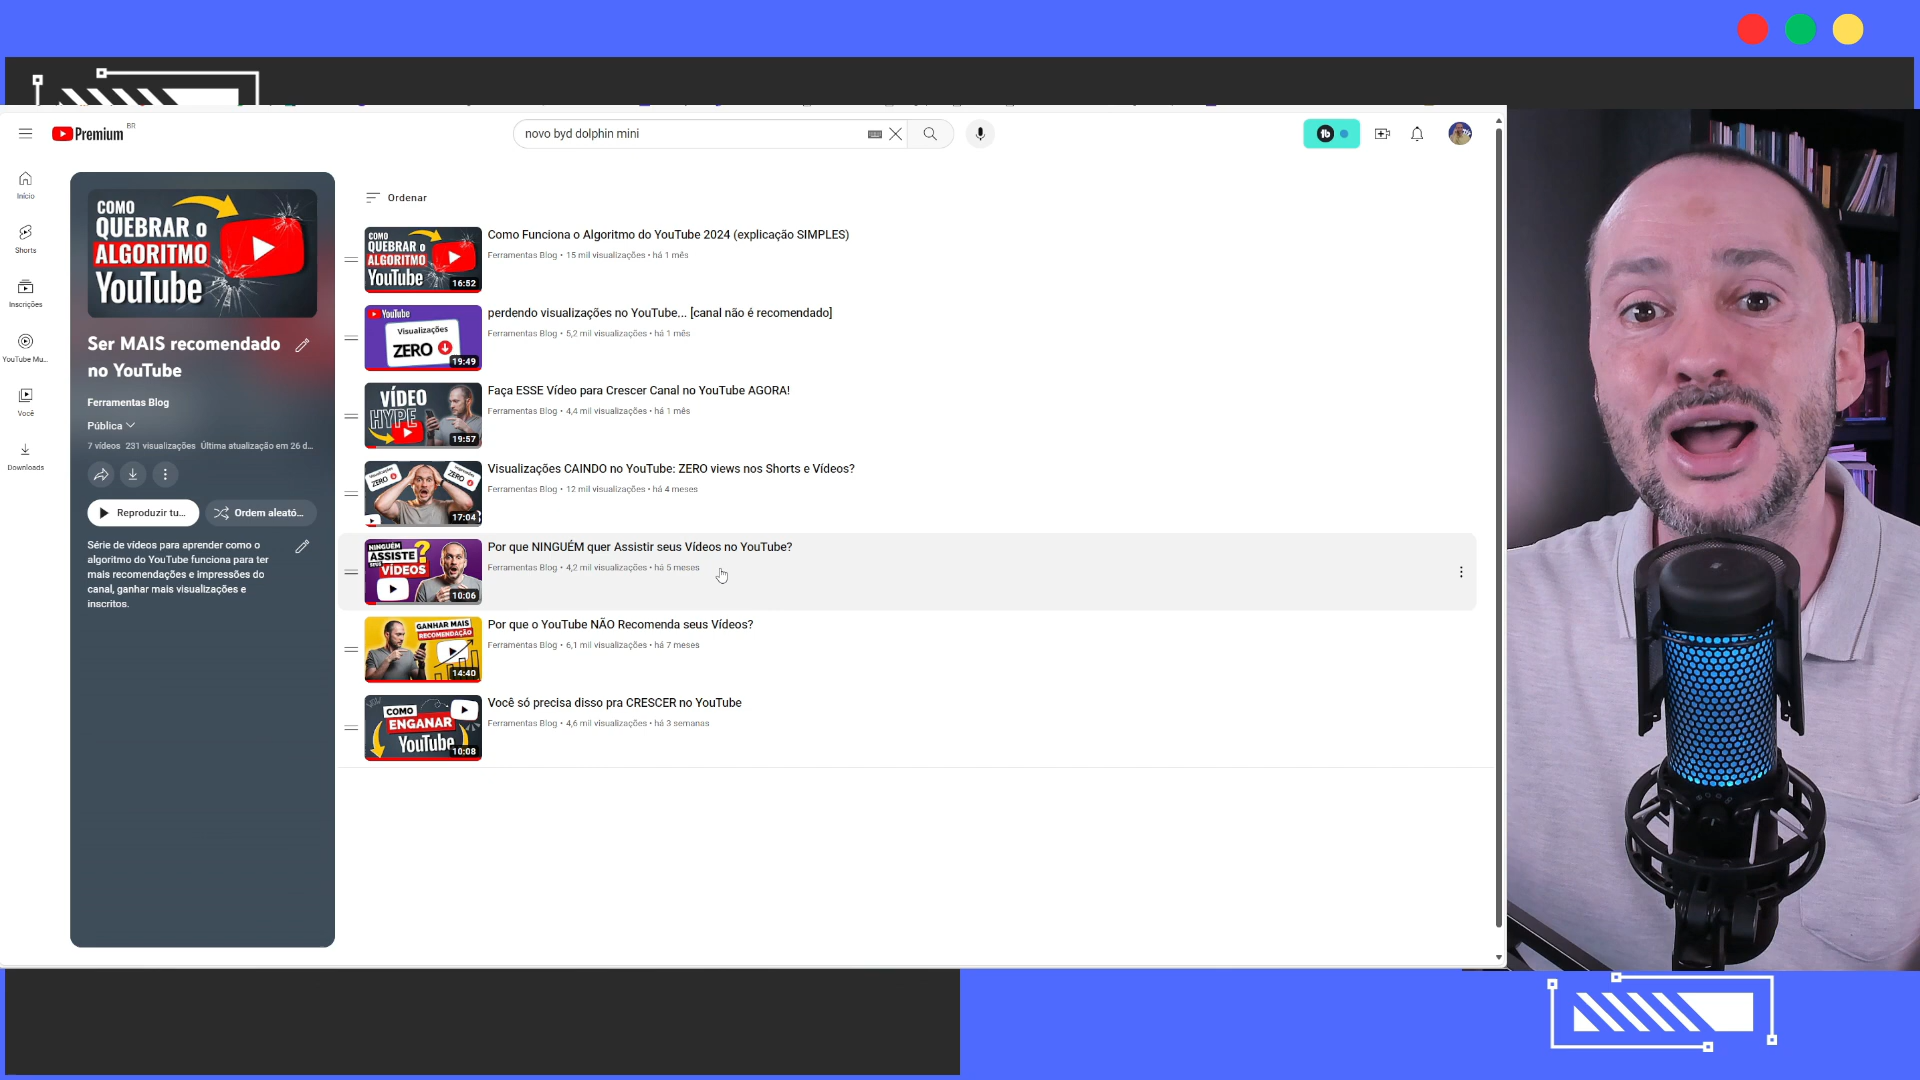 Premium BR
novo byd dolphin mini
Início
Shorts
Inscrições
YouTube Mu...
Você
Downloads
COMO
QUEBRAR O
ALGORITMO
YouTube
Ser MAIS recomendado
no YouTube
Ferramentas Blog
Pública
7 vídeos 231 visualizações Última atualização em 26 d...
Reproduzir tu...
Ordem aleató...
Série de vídeos para aprender como o
algoritmo do YouTube funciona para ter
mais recomendações e impressões do
canal, ganhar mais visualizações e
inscritos.
Ordenar
COMO
QUEBRAR O
ALGORITMO
YouTube
16:52
Como Funciona o Algoritmo do YouTube 2024 (explicação SIMPLES)
Ferramentas Blog • 15 mil visualizações • há 1 mês
YouTube
Visualizações
ZERO
19:49
perdendo visualizações no YouTube... [canal não é recomendado]
Ferramentas Blog • 5,2 mil visualizações • há 1 mês
VÍDEO
HYPE
19:57
Faça ESSE Vídeo para Crescer Canal no YouTube AGORA!
Ferramentas Blog • 4,4 mil visualizações • há 1 mês
ZERO
ZERO
17:04
Visualizações CAINDO no YouTube: ZERO views nos Shorts e Vídeos?
Ferramentas Blog • 12 mil visualizações • há 4 meses
NINGUÉM
ASSISTE
SEUS
VÍDEOS
?
10:06
Por que NINGUÉM quer Assistir seus Vídeos no YouTube?
Ferramentas Blog • 4,2 mil visualizações • há 5 meses
GANHAR MAIS
RECOMENDAÇÃO
14:40
Por que o YouTube NÃO Recomenda seus Vídeos?
Ferramentas Blog • 6,1 mil visualizações • há 7 meses
COMO
ENGANAR
YouTube
10:08
Você só precisa disso pra CRESCER no YouTube
Ferramentas Blog • 4,6 mil visualizações • há 3 semanas